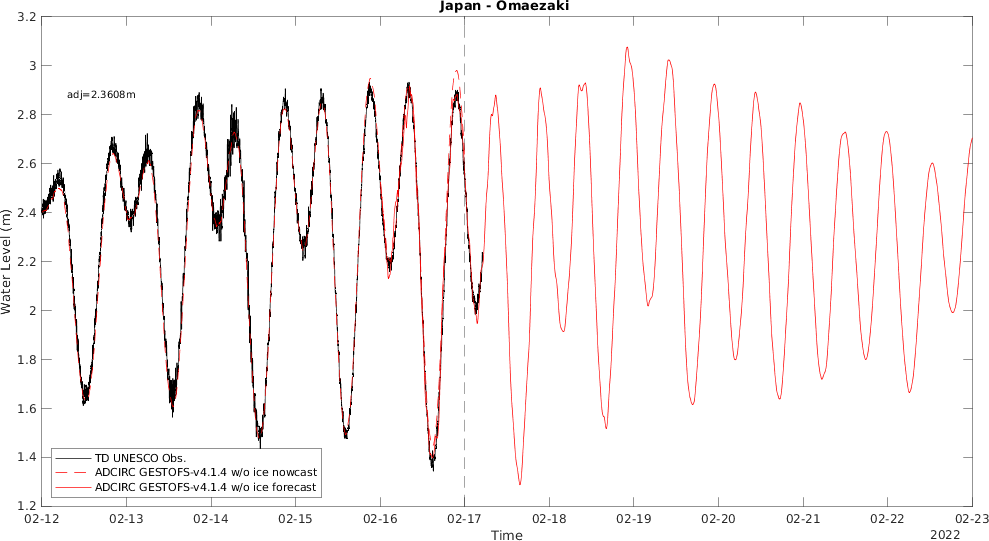 Japan - Omaezaki
3.2
3
2.8
2.6
2.4
2.2
2
1.8
1.6
1.4
1.2
Water Level (m)
adj=2.3608m
TD UNESCO Obs.
ADCIRC GESTOFS-v4.1.4 w/o ice nowcast
ADCIRC GESTOFS-v4.1.4 w/o ice forecast
02-12 02-13 02-14 02-15 02-16 02-17 02-18 02-19 02-20 02-21 02-22 02-23
Time
2022